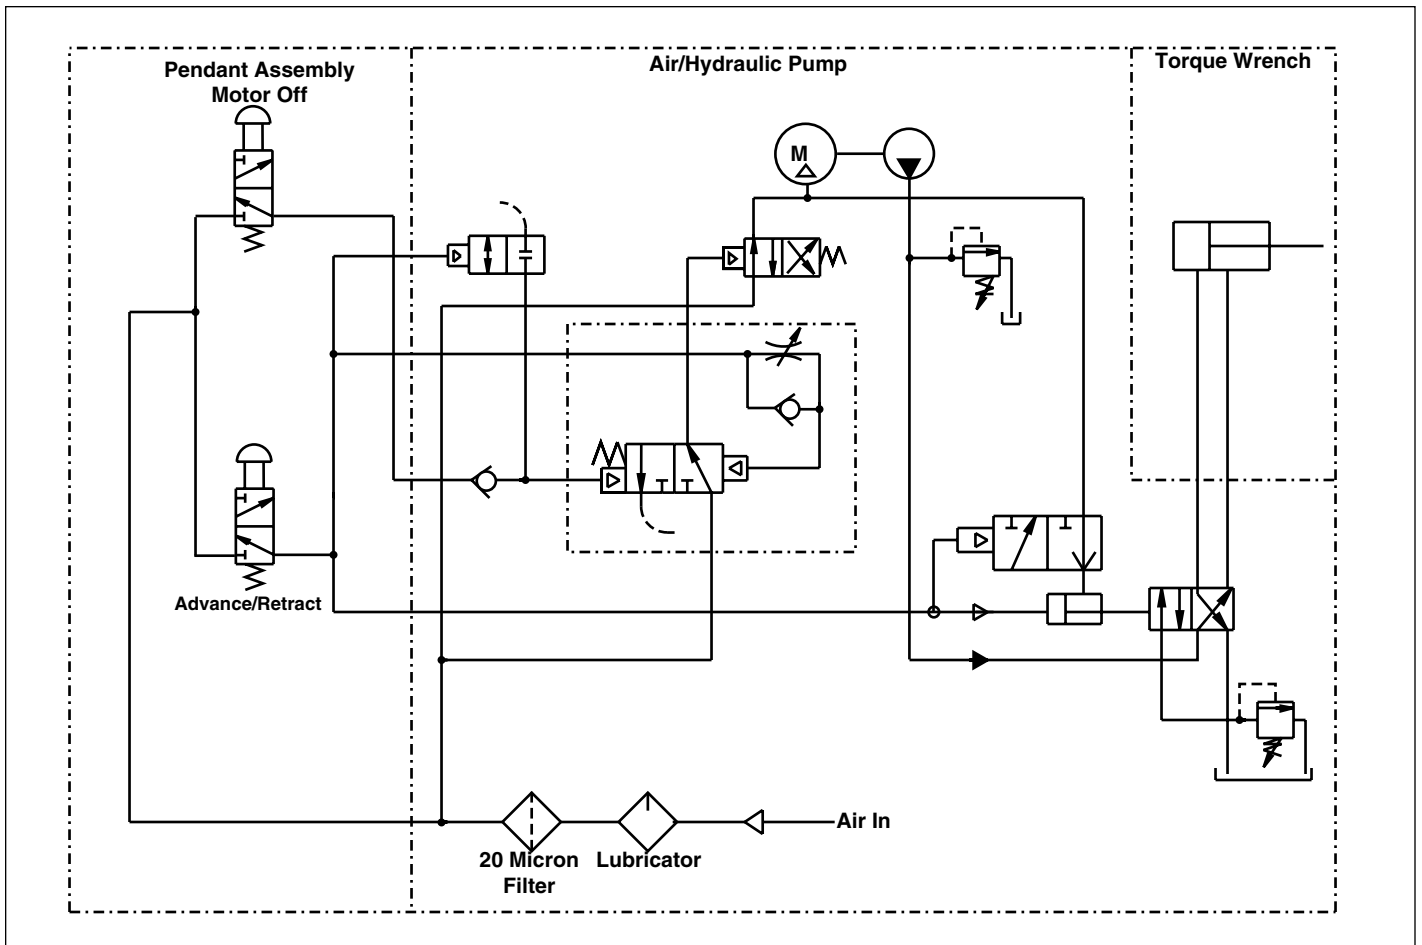 Pendant Assembly
Motor Off
Air/Hydraulic Pump
Torque Wrench
M
Advance/Retract
Air In
20 Micron
Filter
Lubricator